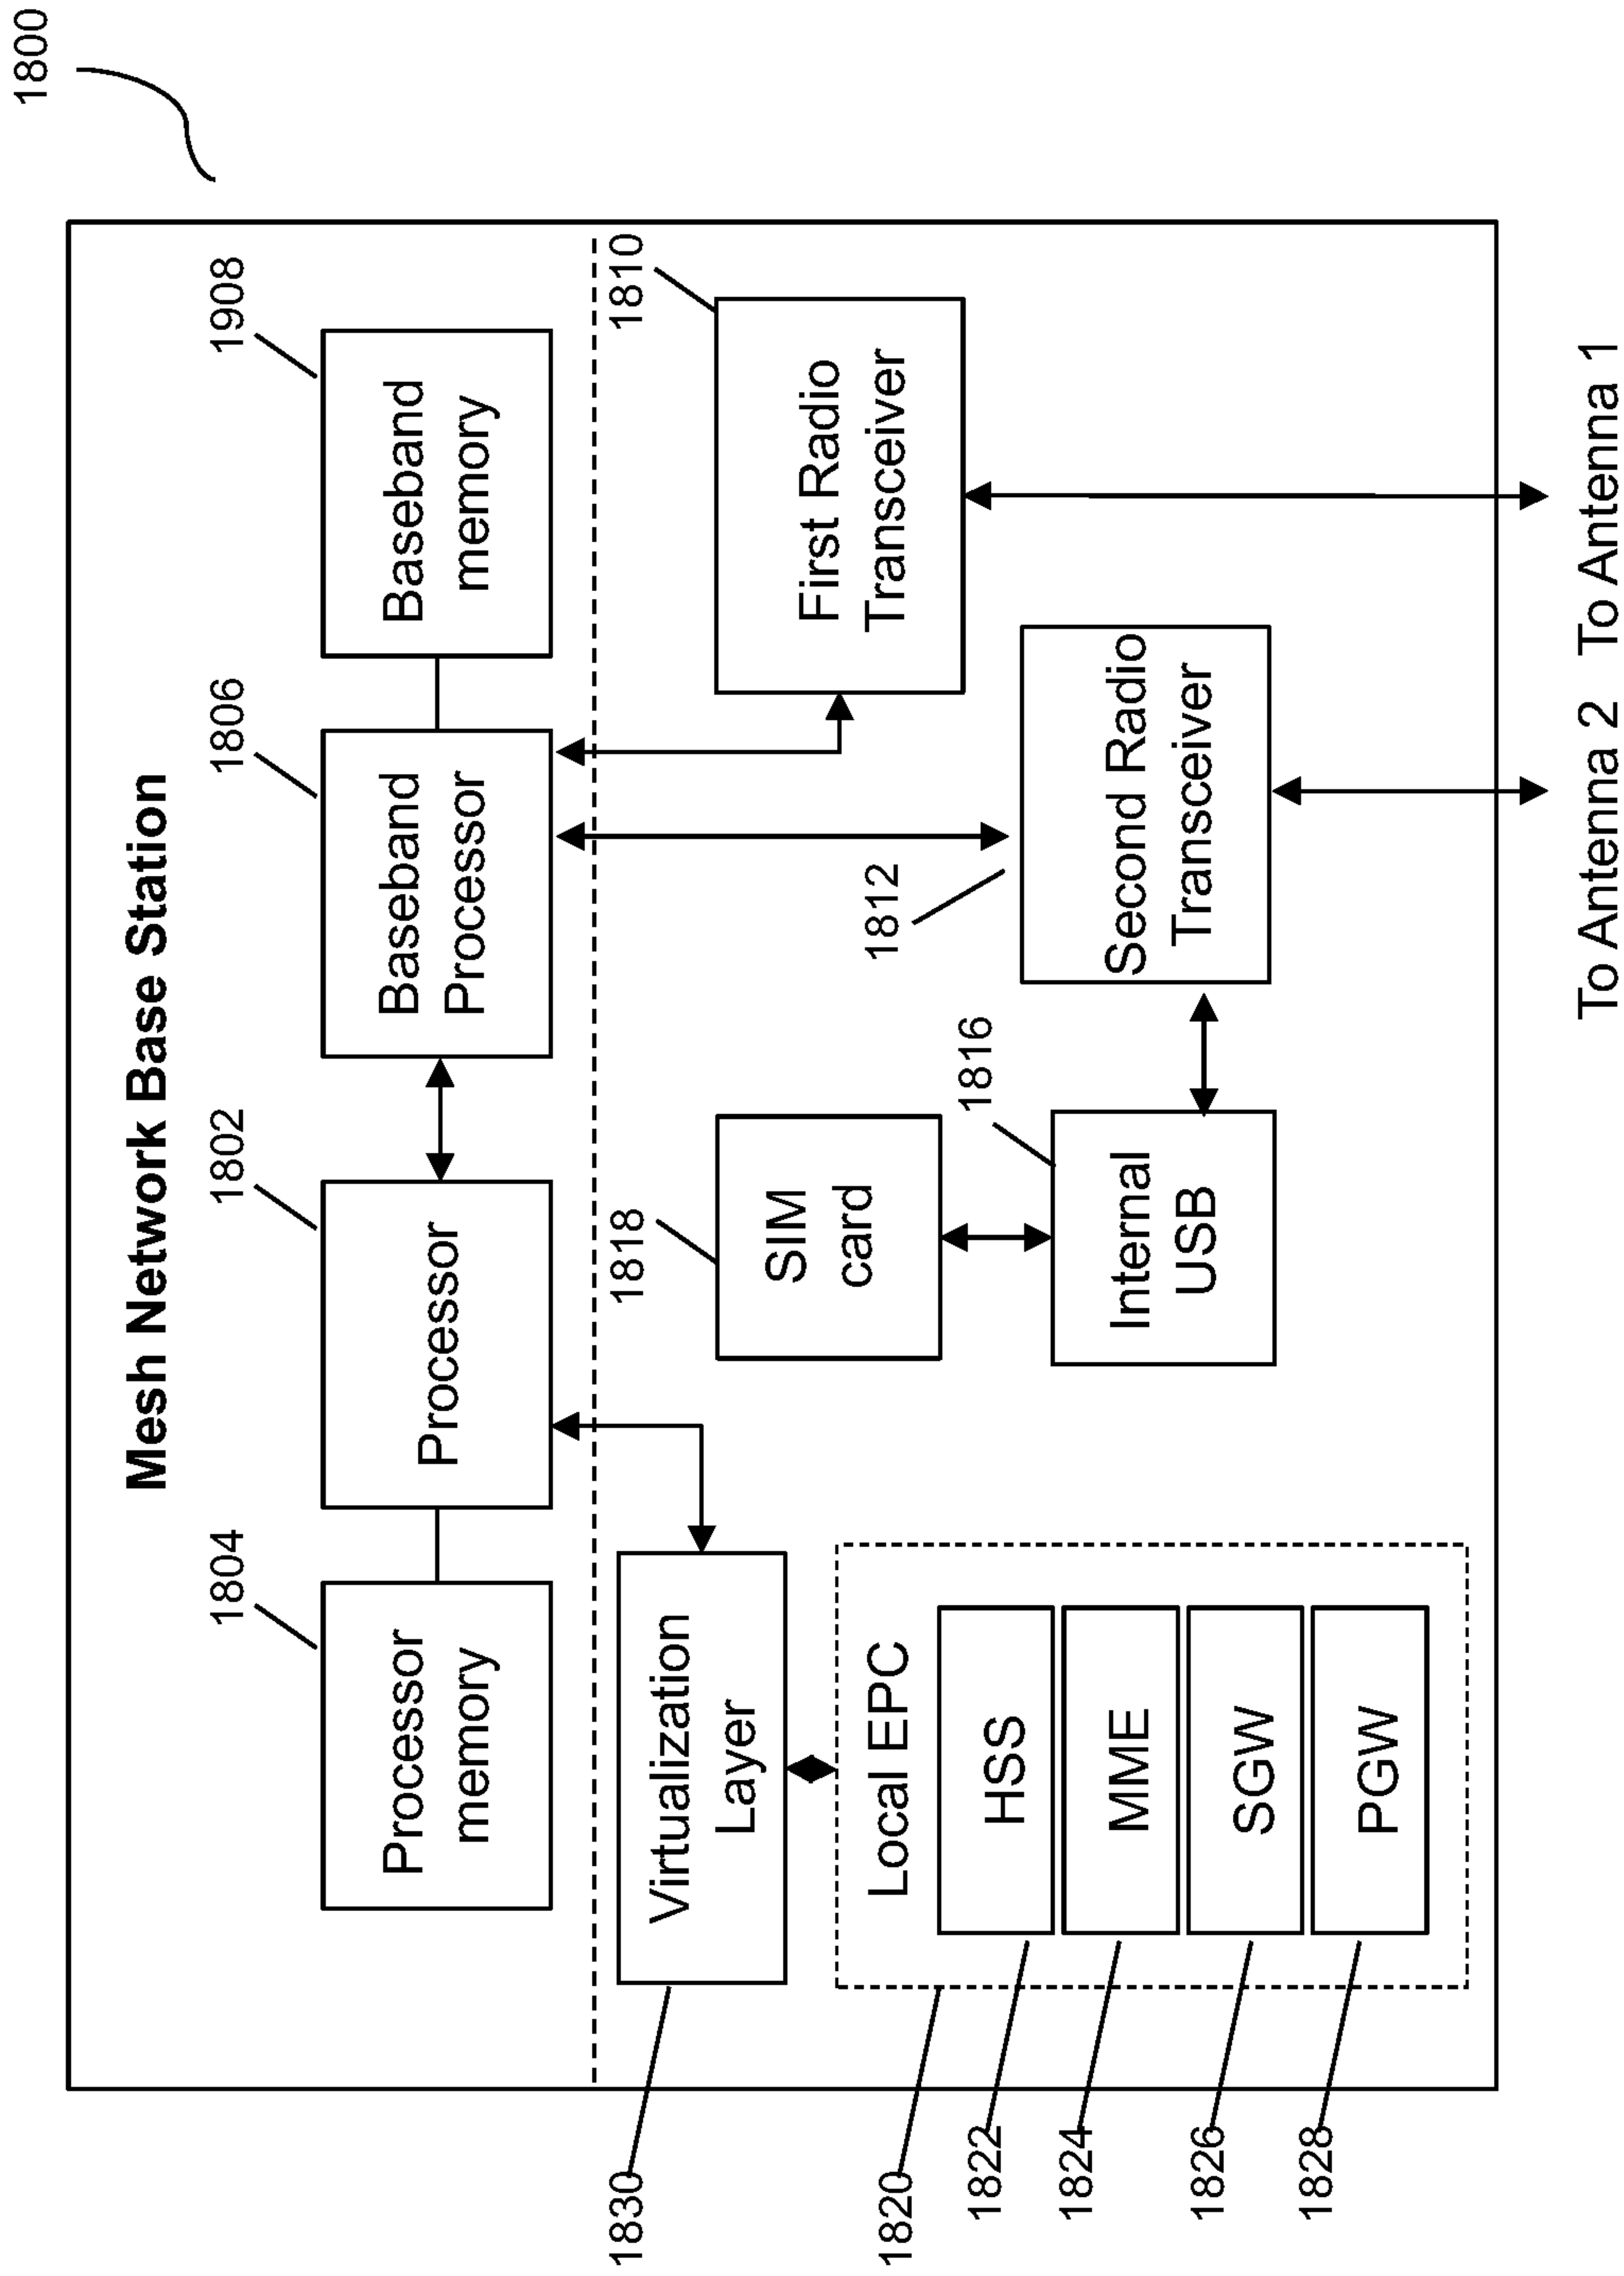 1800
Mesh Network Base Station
1804
1802
1806
1908
Processor
memory
Processor
Baseband
Processor
Baseband
memory
1830
Virtualization
Layer
1818
SIM
card
1812
1810
First Radio
Transceiver
1820
Local EPC
1822
HSS
1824
MME
1826
SGW
1828
PGW
1816
Internal
USB
Second Radio
Transceiver
To Antenna 2
To Antenna 1